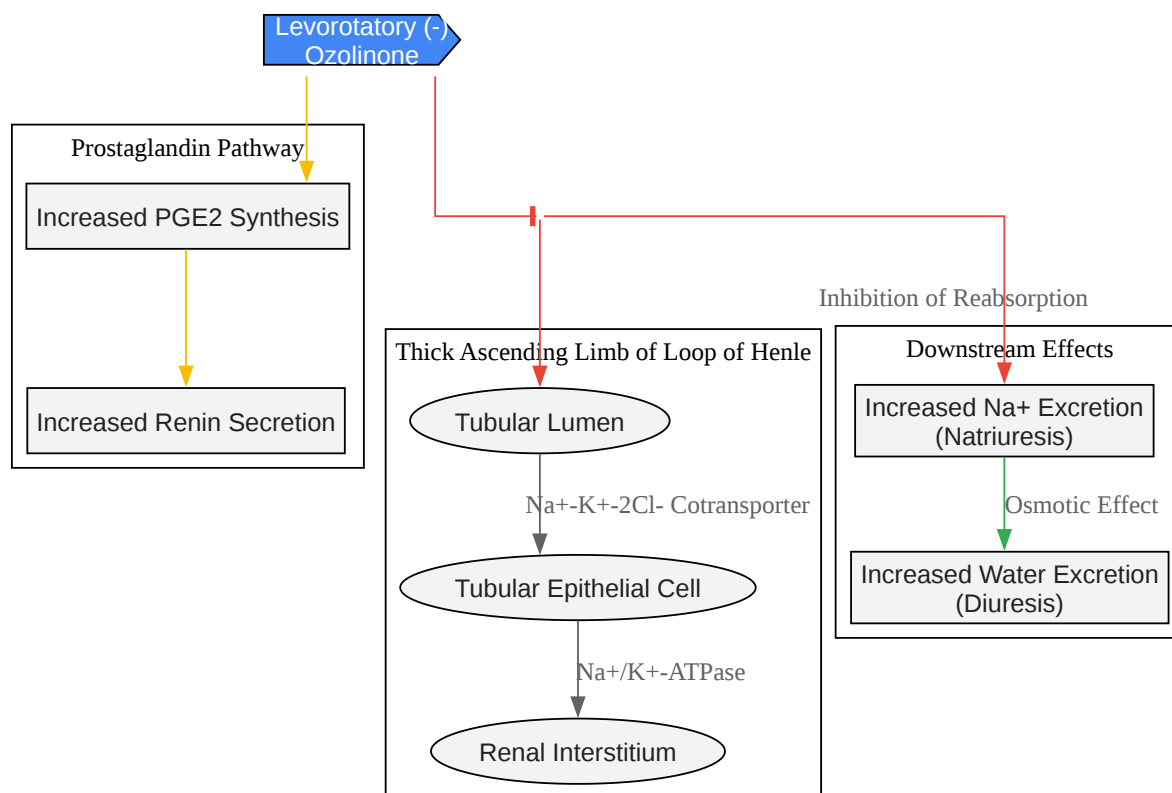 Levorotatory (-)
Ozolinone
Prostaglandin Pathway
Increased PGE2 Synthesis
Increased Renin Secretion
Inhibition of Reabsorption
Thick Ascending Limb of Loop of Henle
Tubular Lumen
Na+-K+-2Cl- Cotransporter
Tubular Epithelial Cell
Na+/K+-ATPase
Renal Interstitium
Downstream Effects
Increased Na+ Excretion
(Natriuresis)
Osmotic Effect
Increased Water Excretion
(Diuresis)